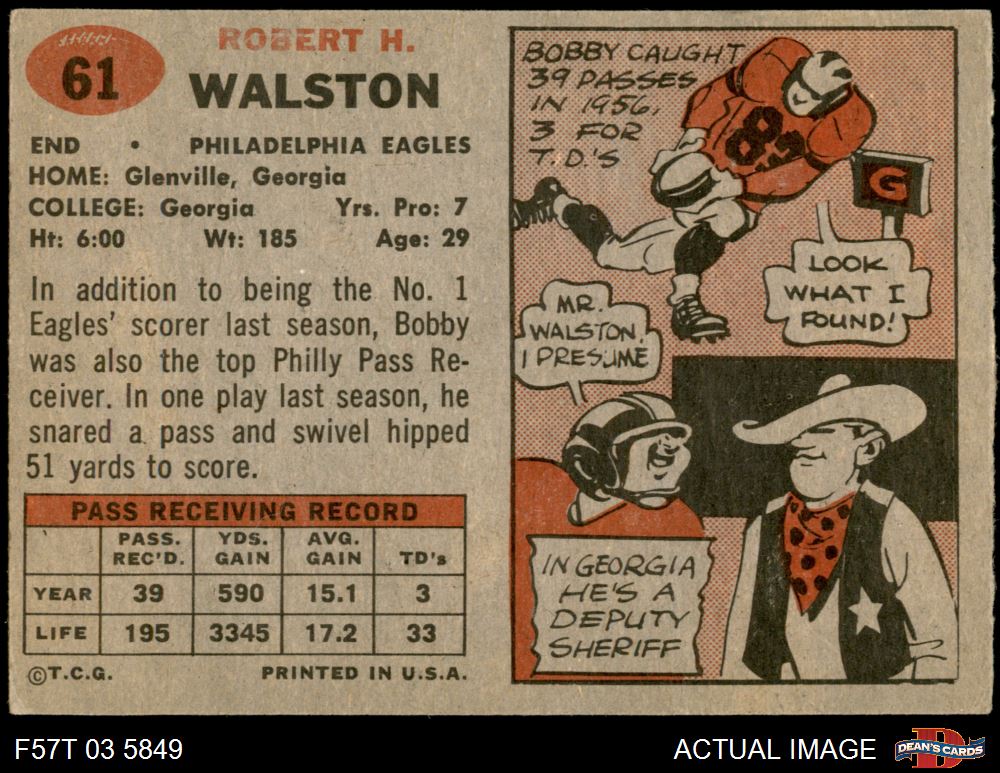 61
ROBERT H.
WALSTON
END • PHILADELPHIA EAGLES
HOME: Glenville, Georgia
COLLEGE: Georgia Yrs. Pro: 7
Ht: 6:00 Wt: 185 Age: 29
In addition to being the No. 1
Eagles' scorer last season, Bobby
was also the top Philly Pass Re-
ceiver. In one play last season, he
snared a pass and swivel hipped
51 yards to score.
PASS RECEIVING RECORD
PASS. REC'D. YDS. GAIN AVG. GAIN TD's
YEAR 39 590 15.1 3
LIFE 195 3345 17.2 33
©T.C.G. PRINTED IN U.S.A.
BOBBY CAUGHT
39 PASSES
IN 1956,
3 FOR
T.D.'S
83
G
LOOK
WHAT I
FOUND!
MR.
WALSTON,
I PRESUME
IN GEORGIA
HE'S A
DEPUTY
SHERIFF
F57T 03 5849
ACTUAL IMAGE
D
DEAN'S CARDS